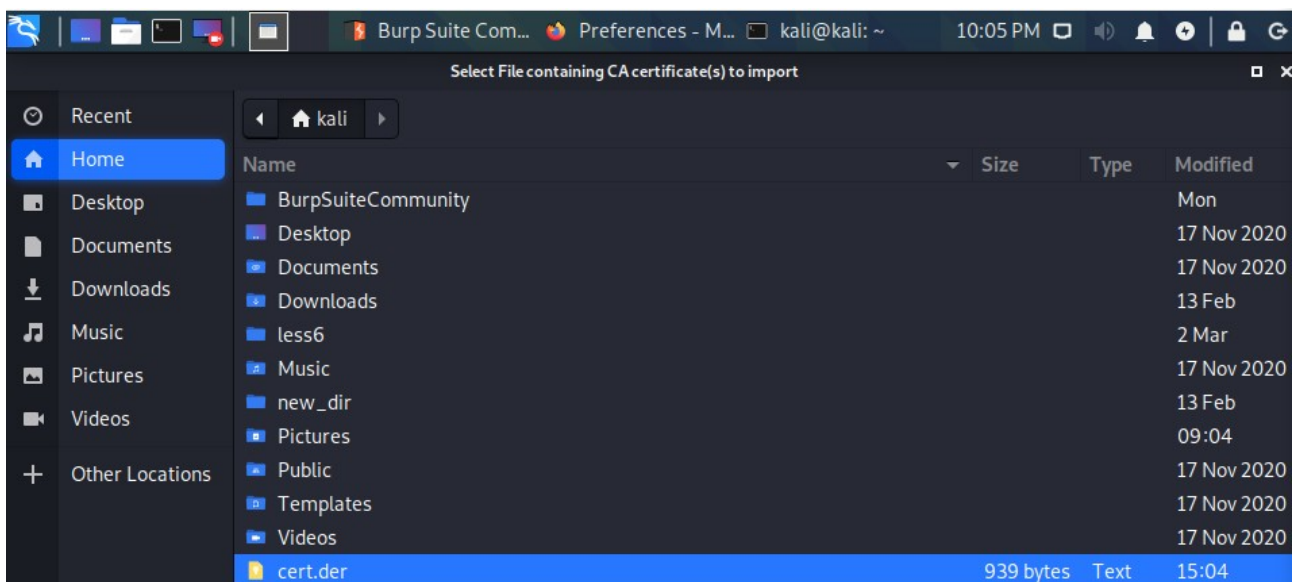 Burp Suite Com... Preferences - M... kali@kali: ~ 10:05 PM
Select File containing CA certificate(s) to import
Recent
Home
Desktop
Documents
Downloads
Music
Pictures
Videos
Other Locations
kali
Name Size Type Modified
BurpSuiteCommunity Mon
Desktop 17 Nov 2020
Documents 17 Nov 2020
Downloads 13 Feb
less6 2 Mar
Music 17 Nov 2020
new_dir 13 Feb
Pictures 09:04
Public 17 Nov 2020
Templates 17 Nov 2020
Videos 17 Nov 2020
cert.der 939 bytes Text 15:04